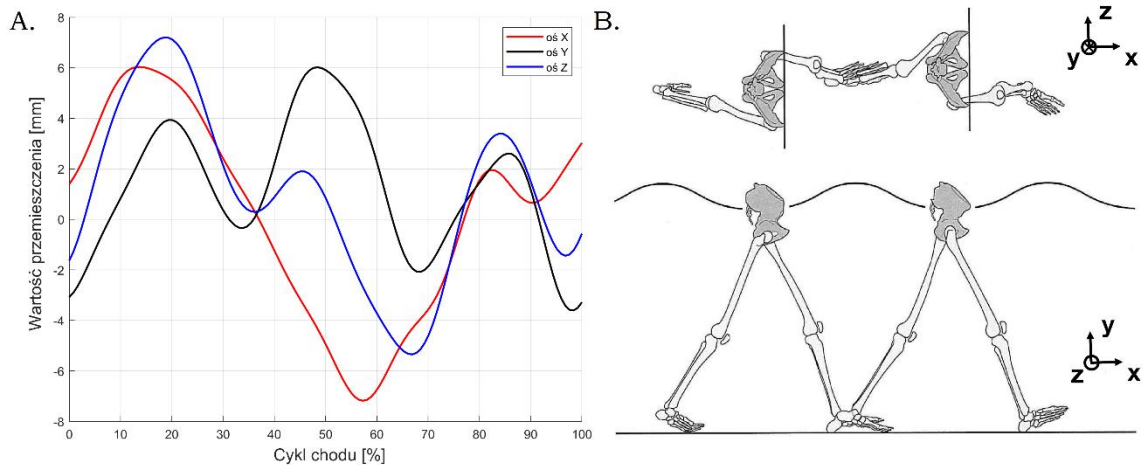 A.
8
6
4
2
0
-2
-4
-6
-8
Wartość przemieszczenia [mm]
oś X
oś Y
oś Z
0 10 20 30 40 50 60 70 80 90 100
Cykl chodu [%]
B.
z
y x
y
z x